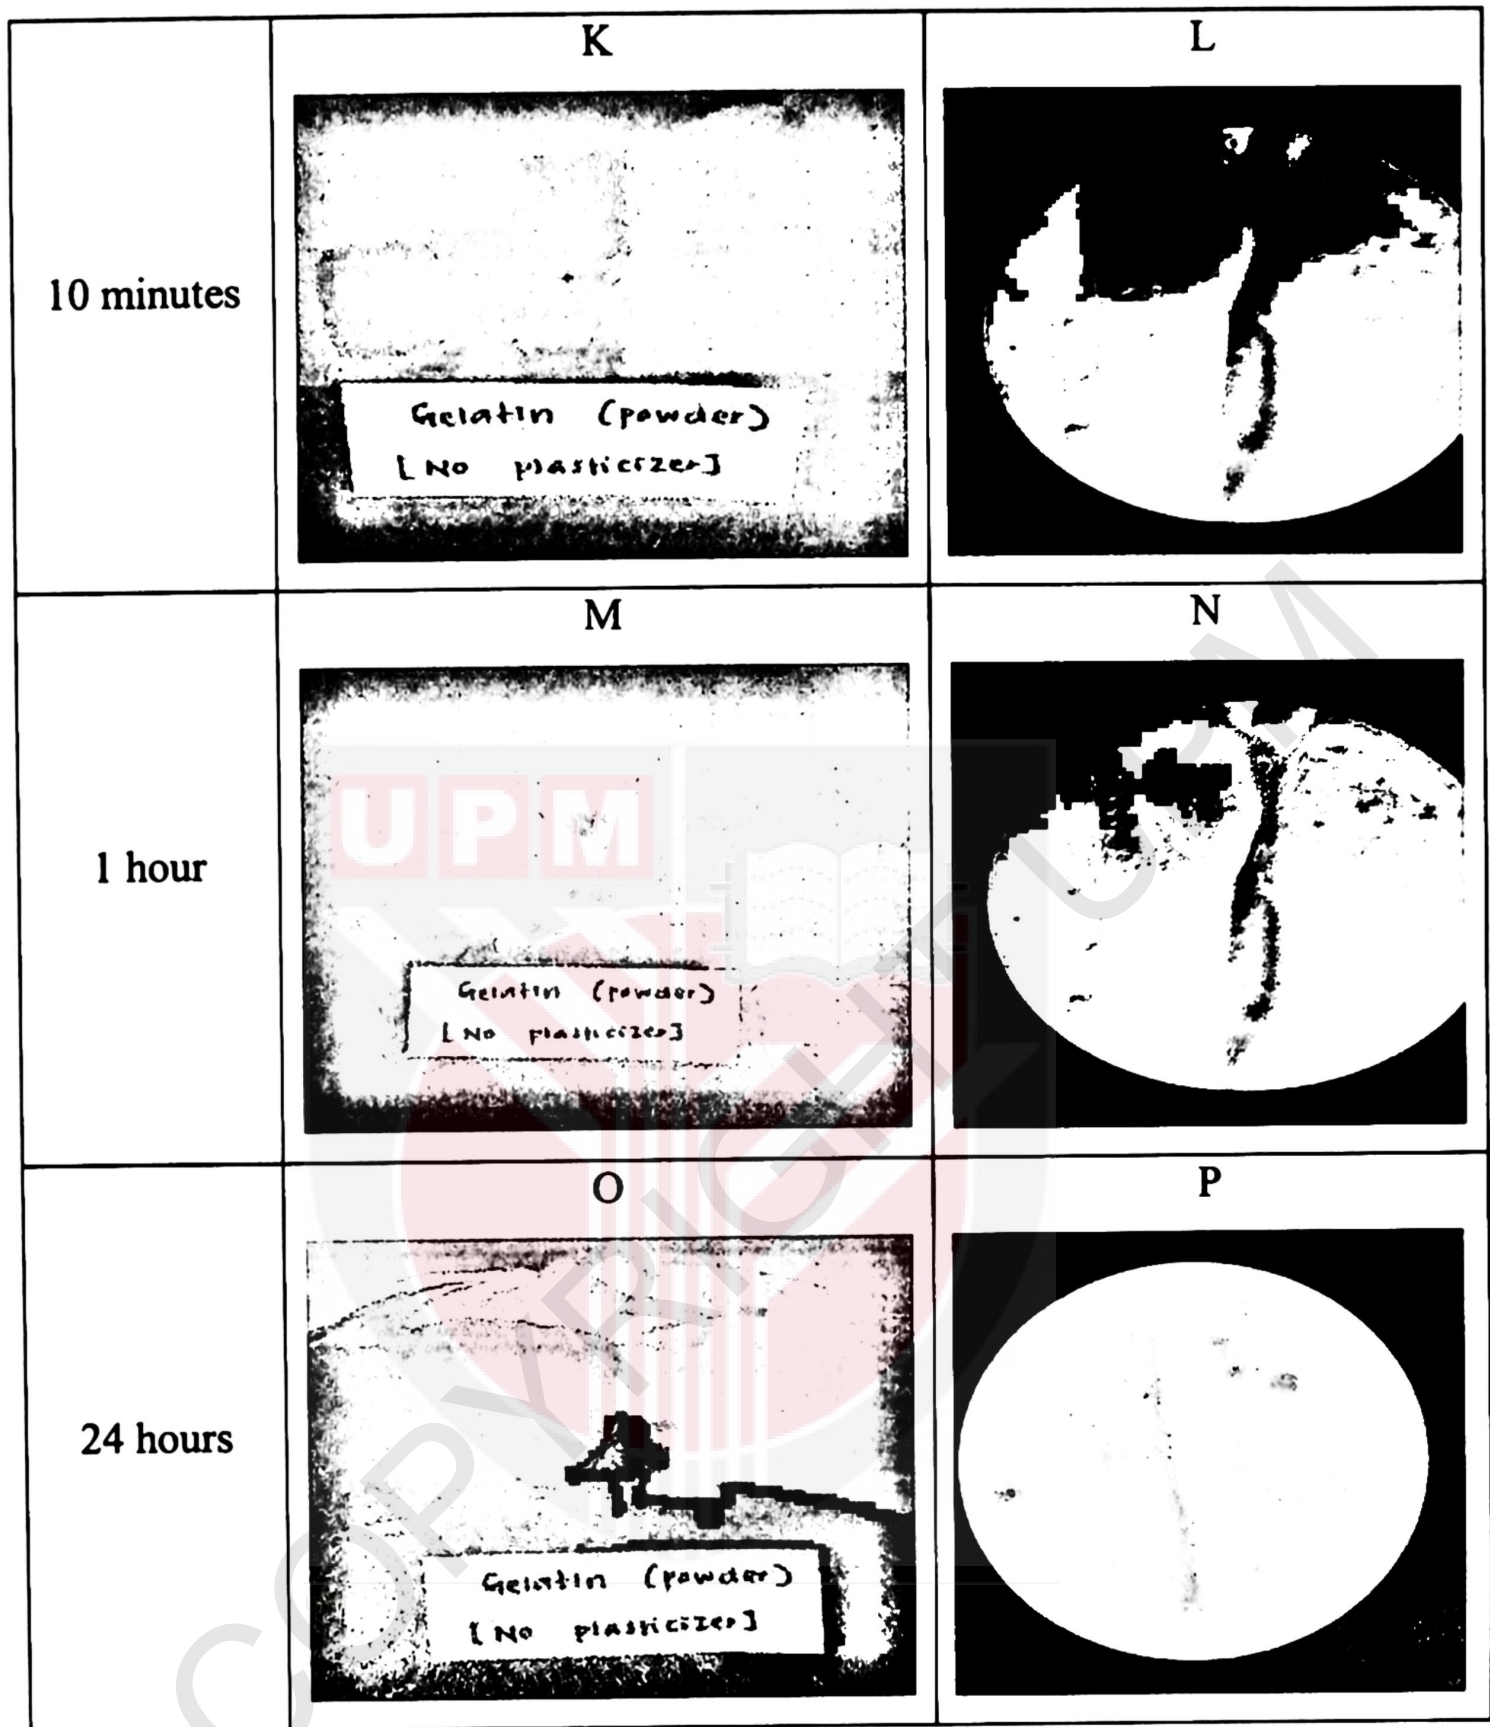 K
L
10 minutes
Gelatin (powder)
[No plasticizer]
M
N
1 hour
UPM
Gelatin (powder)
[No plasticizer]
O
P
24 hours
Gelatin (powder)
[No plasticizer]
COPYRIGHT UPM